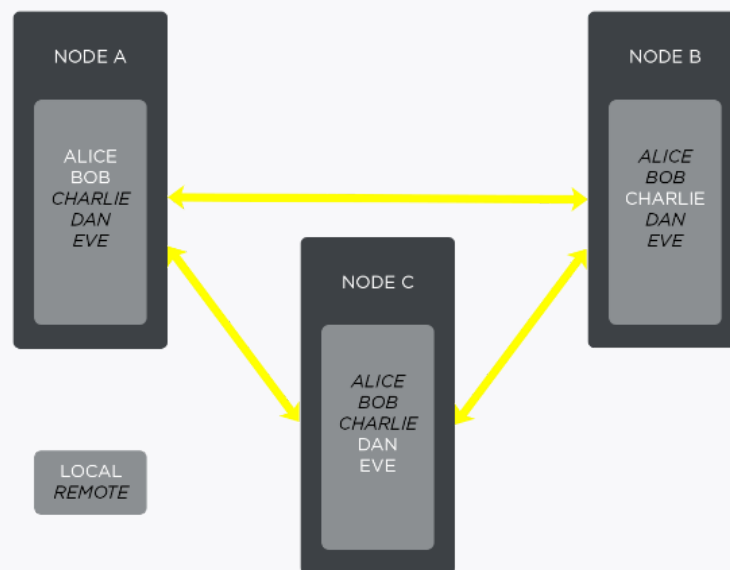 NODE A
ALICE
BOB
CHARLIE
DAN
EVE
NODE B
ALICE
BOB
CHARLIE
DAN
EVE
NODE C
ALICE
BOB
CHARLIE
DAN
EVE
LOCAL
REMOTE